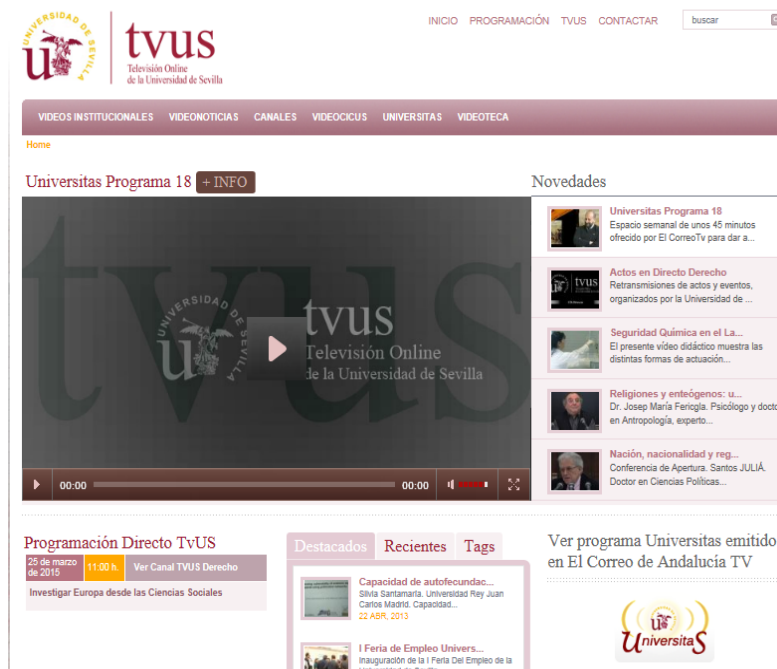 UNIVERSIDAD DE SEVILLA
tvus
Televisión Online
de la Universidad de Sevilla
INICIO PROGRAMACIÓN TVUS CONTACTAR
buscar
VIDEOS INSTITUCIONALES VIDEONOTICIAS CANALES VIDEOCICUS UNIVERSITAS VIDEOTECA
Home
Universitas Programa 18 + INFO
tvus
UNIVERSIDAD DE SEVILLA
tvus
Televisión Online
de la Universidad de Sevilla
00:00 00:00
Novedades
Universitas Programa 18
Espacio semanal de unos 45 minutos
ofrecido por El CorreoTv para dar a...
tvus
Actos en Directo Derecho
Retransmisiones de actos y eventos,
organizados por la Universidad de ...
Seguridad Química en el La...
El presente vídeo didáctico muestra las
distintas formas de actuación...
Religiones y enteógenos: u...
Dr. Josep María Fericgla. Psicólogo y docto
en Antropología, experto...
Nación, nacionalidad y reg...
Conferencia de Apertura. Santos JULIÁ.
Doctor en Ciencias Políticas...
Programación Directo TvUS
25 de marzo
de 2015
11:00 h.
Ver Canal TVUS Derecho
Investigar Europa desde las Ciencias Sociales
Destacados Recientes Tags
Capacidad de autofecundac...
Silvia Santamaría. Universidad Rey Juan
Carlos Madrid. Capacidad...
22 ABR, 2013
I Feria de Empleo Univers...
Inauguración de la I Feria Del Empleo de la
Ver programa Universitas emitido
en El Correo de Andalucía TV
UniversitaS